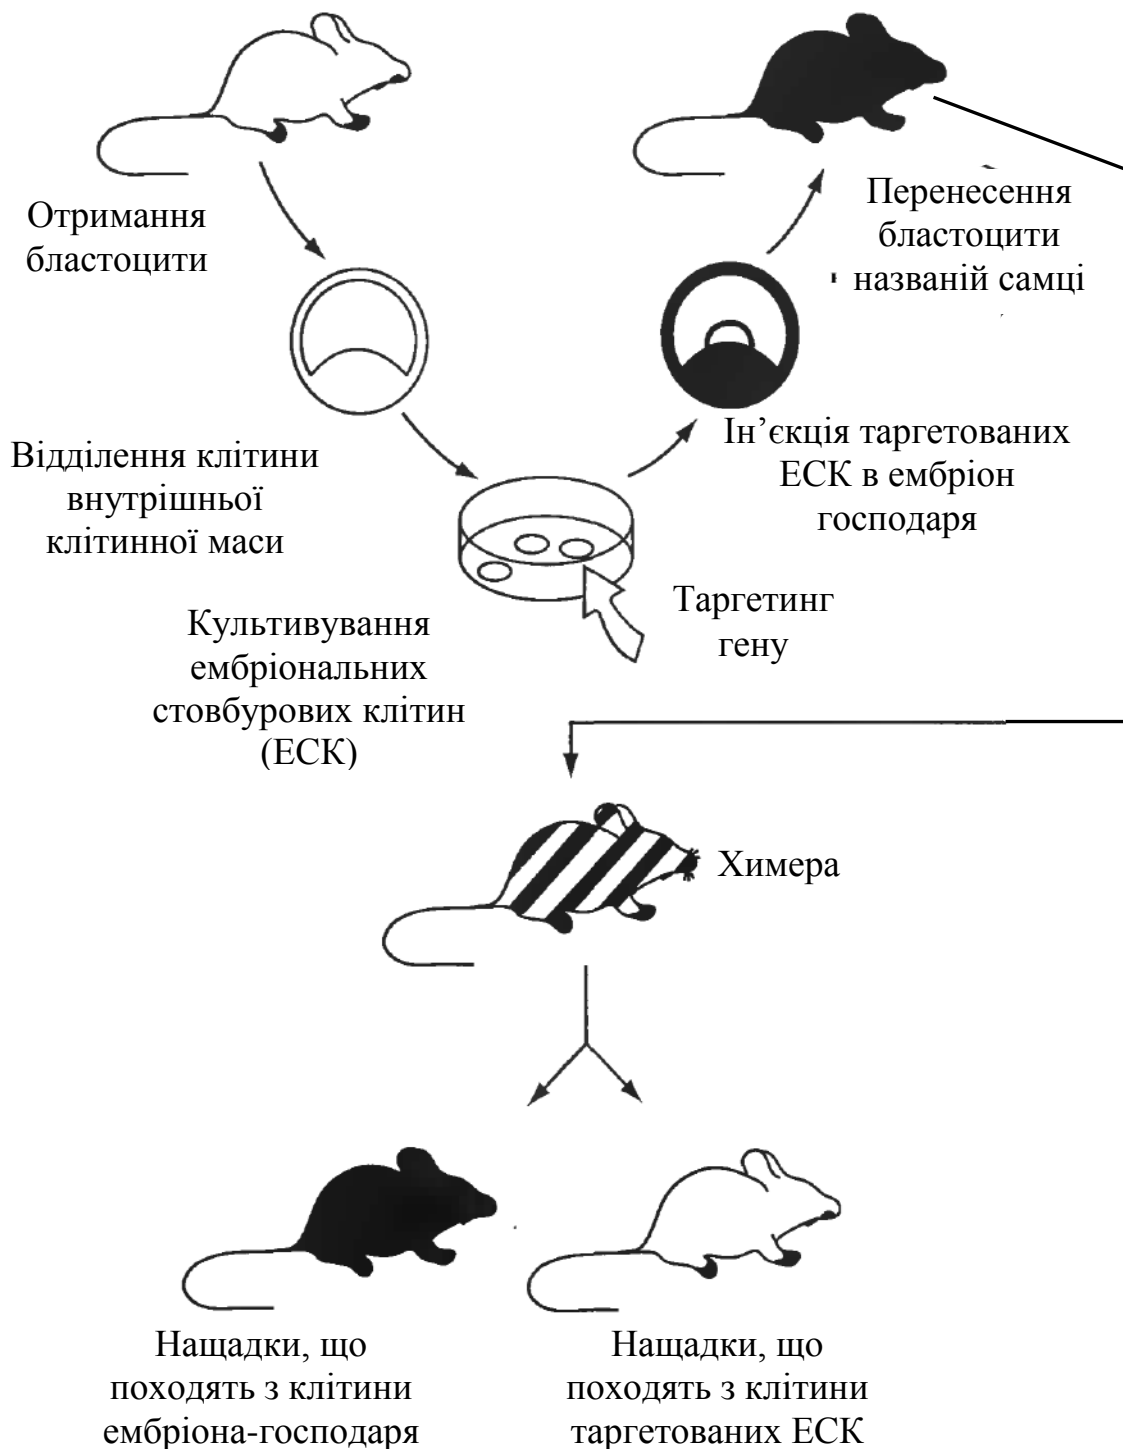 Отримання
бластоцити
Перенесення
бластоцити
названій самці
Відділення клітини
внутрішньої
клітинної маси
Ін’єкція таргетованих
ЕСК в ембріон
господаря
Культивування
ембріональних
стовбурових клітин
(ЕСК)
Таргетинг
гену
Химера
Нащадки, що
походять з клітини
ембріона-господаря
Нащадки, що
походять з клітини
таргетованих ЕСК